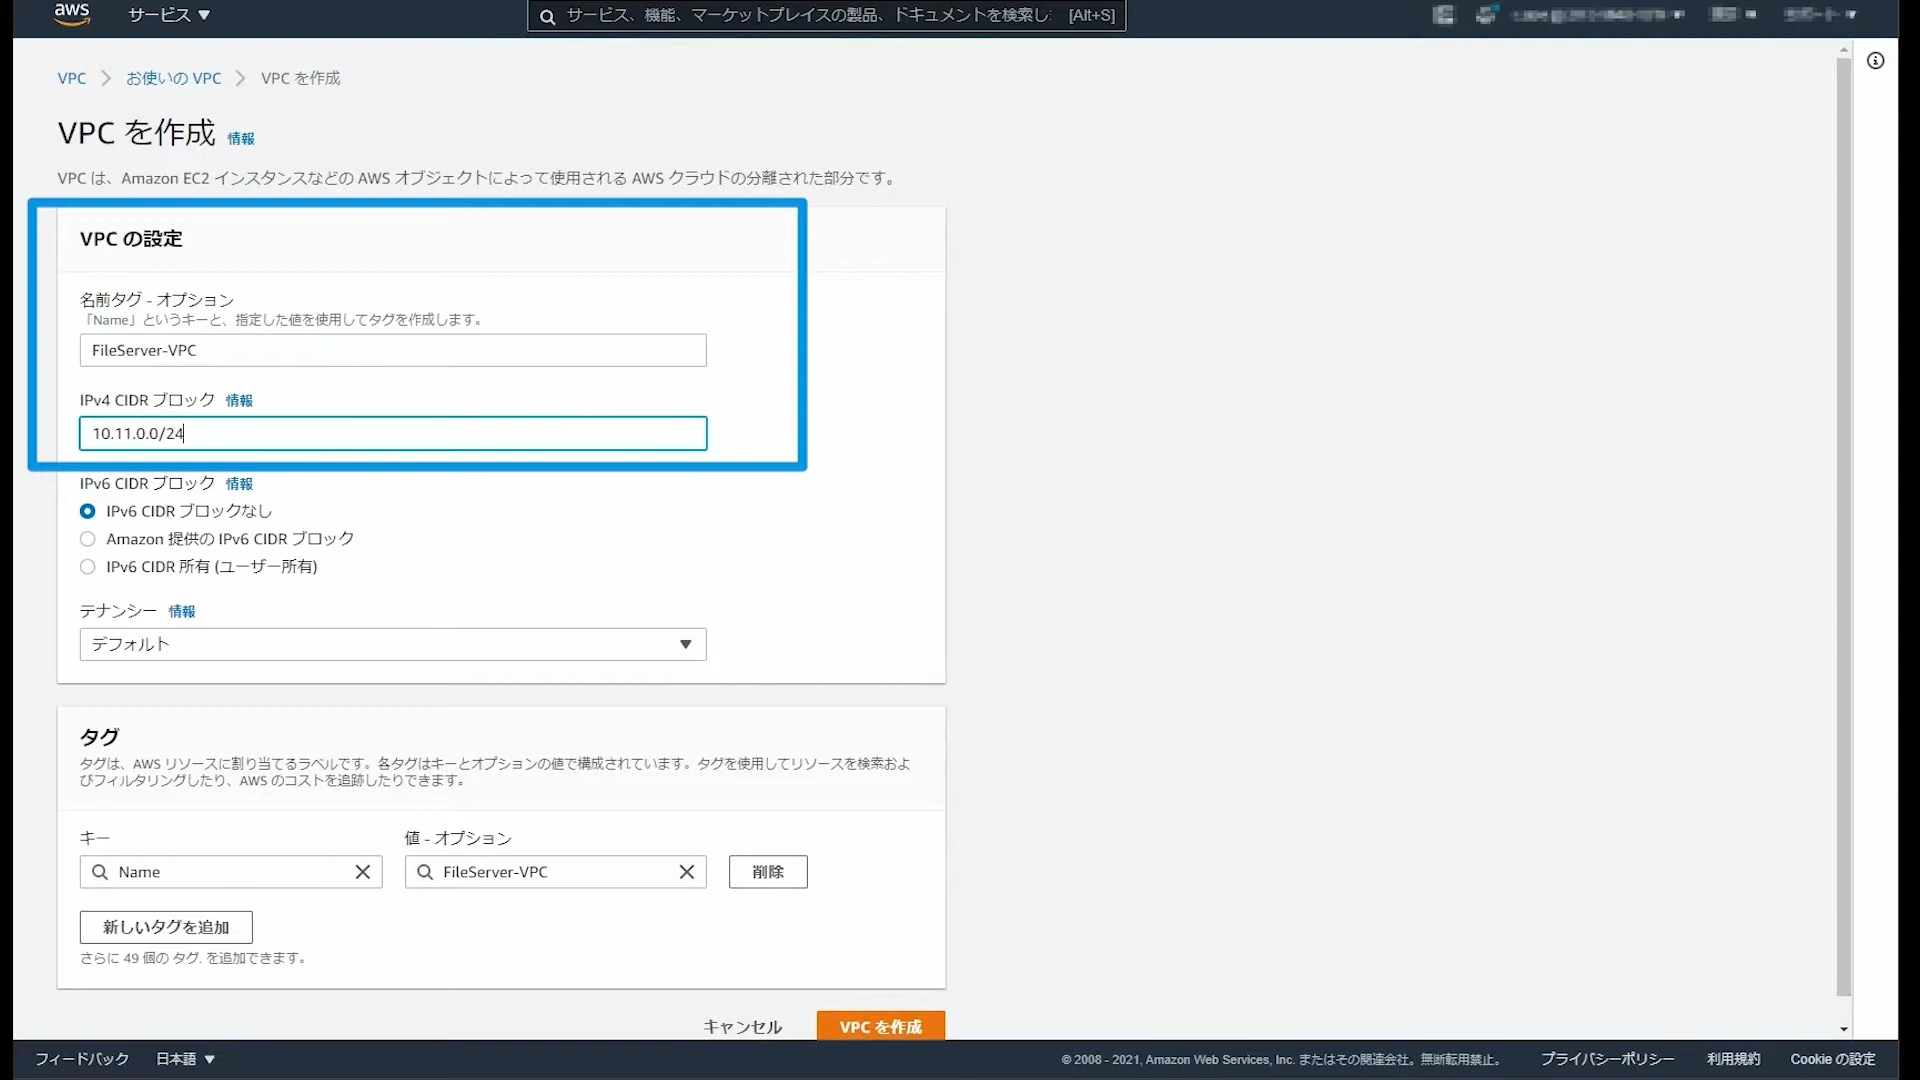 aws
サービス ▼
サービス、機能、マーケットプレイスの製品、ドキュメントを検索し: [Alt+S]
VPC > お使いの VPC > VPC を作成
VPC を作成 情報
VPC は、Amazon EC2 インスタンスなどの AWS オブジェクトによって使用される AWS クラウドの分離された部分です。
VPC の設定
名前タグ - オプション
「Name」というキーと、指定した値を使用してタグを作成します。
FileServer-VPC
IPv4 CIDR ブロック 情報
10.11.0.0/24
IPv6 CIDR ブロック 情報
IPv6 CIDR ブロックなし
Amazon 提供の IPv6 CIDR ブロック
IPv6 CIDR 所有 (ユーザー所有)
テナンシー 情報
デフォルト
タグ
タグは、AWS リソースに割り当てるラベルです。各タグはキーとオプションの値で構成されています。タグを使用してリソースを検索およ
びフィルタリングしたり、AWS のコストを追跡したりできます。
キー 値 - オプション
Name FileServer-VPC 削除
新しいタグを追加
さらに 49 個の タグ. を追加できます。
キャンセル VPC を作成
フィードバック 日本語 ▼ © 2008 - 2021, Amazon Web Services, Inc. またはその関連会社。無断転用禁止。 プライバシーポリシー 利用規約 Cookie の設定